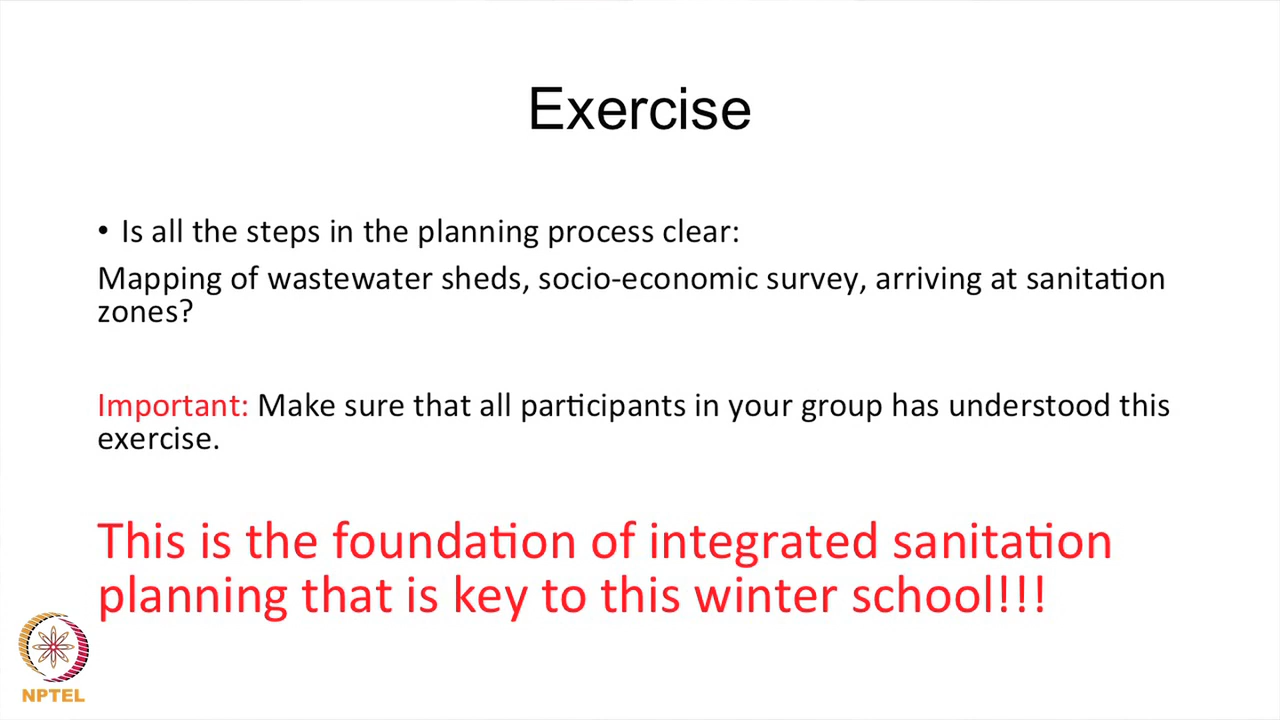 Exercise
• Is all the steps in the planning process clear:
Mapping of wastewater sheds, socio-economic survey, arriving at sanitation
zones?
Important: Make sure that all participants in your group has understood this
exercise.
This is the foundation of integrated sanitation
planning that is key to this winter school!!!
NPTEL